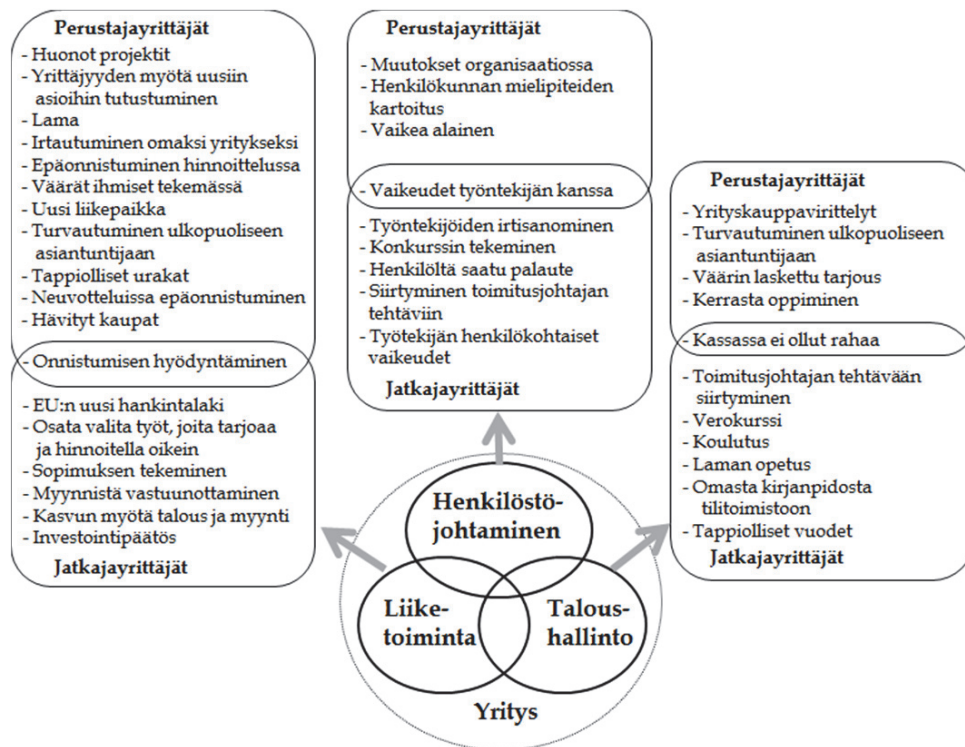 Perustajayrittäjät
- Huonot projektit
- Yrittäjyyden myötä uusiin
asioihin tutustuminen
- Lama
- Irtautuminen omaksi yritykseksi
- Epäonnistuminen hinnoittelussa
- Väärät ihmiset tekemässä
- Uusi liikepaikka
- Turvautuminen ulkopuoliseen
asiantuntijaan
- Tappiolliset urakat
- Neuvotteluissa epäonnistuminen
- Hävityt kaupat
- Onnistumisen hyödyntäminen
- EU:n uusi hankintalaki
- Osata valita työt, joita tarjoaa
ja hinnoitella oikein
- Sopimuksen tekeminen
- Myynnistä vastuunottaminen
- Kasvun myötä talous ja myynti
- Investointipäätös
Jatkajayrittäjät
Perustajayrittäjät
- Muutokset organisaatiossa
- Henkilökunnan mielipiteiden
kartoitus
- Vaikea alainen
- Vaikeudet työntekijän kanssa
- Työntekijöiden irtisanominen
- Konkurssin tekeminen
- Henkilöltä saatu palaute
- Siirtyminen toimitusjohtajan
tehtäviin
- Työtekijän henkilökohtaiset
vaikeudet
Jatkajayrittäjät
Perustajayrittäjät
- Yrityskauppavirittelyt
- Turvautuminen ulkopuoliseen
asiantuntijaan
- Väärin laskettu tarjous
- Kerrasta oppiminen
- Kassassa ei ollut rahaa
- Toimitusjohtajan tehtävään
siirtyminen
- Verokurssi
- Koulutus
- Laman opetus
- Omasta kirjanpidosta
tilitoimistoon
- Tappiolliset vuodet
Jatkajayrittäjät
Henkilöstö-
johtaminen
Liike-
toiminta
Talous-
hallinto
Yritys